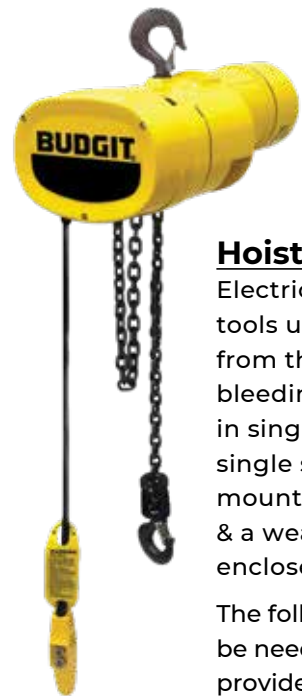 BUDGIT
Hoist
Electric
tools u
from th
bleedin
in sing
single s
mount
& a wea
enclose
The foll
be need
provide